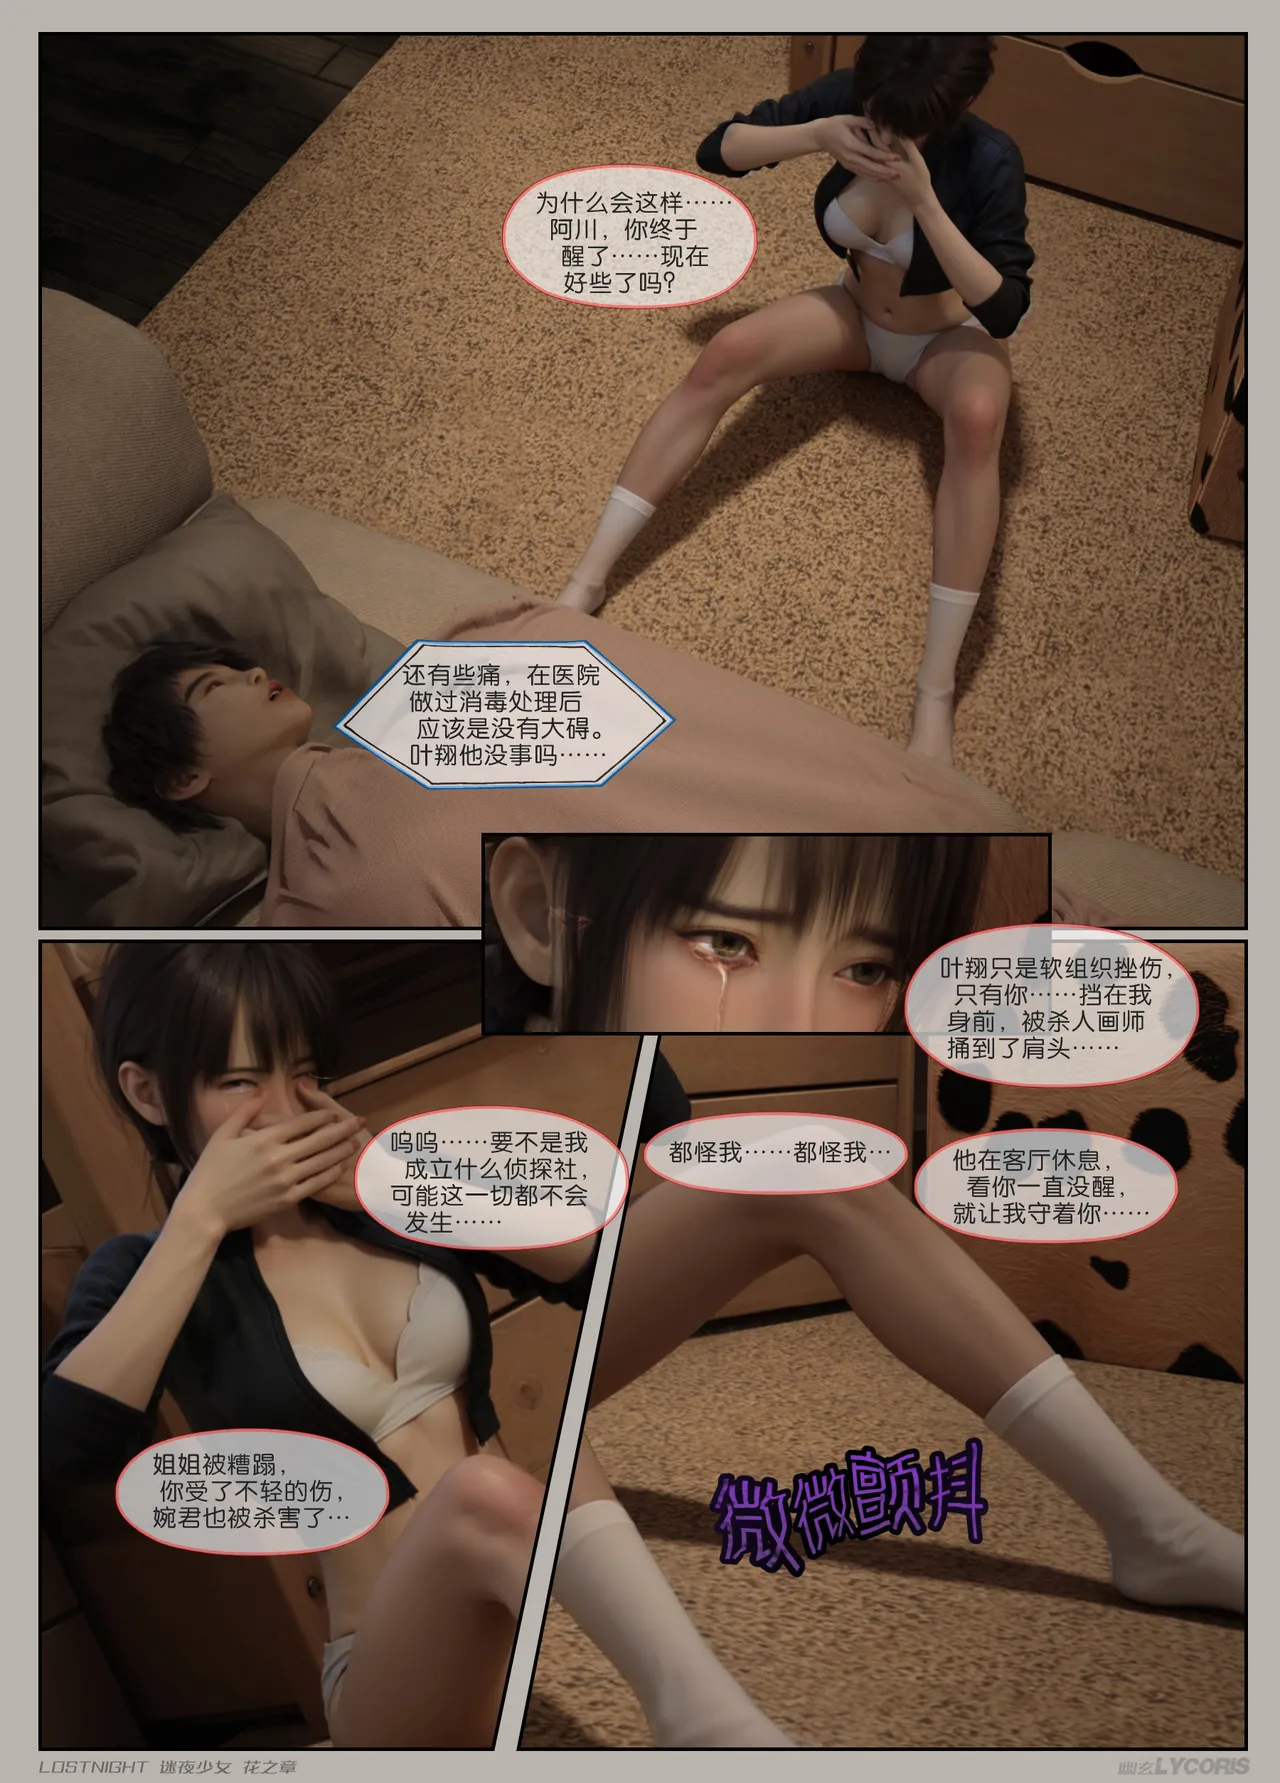 为什么会这样……
阿川，你终于
醒了……现在
好些了吗？
还有些痛，在医院
做过消毒处理后
应该是没有大碍。
叶翔他没事吗……
叶翔只是软组织挫伤，
只有你……挡在我
身前，被杀人画师
捅到了肩头……
呜呜……要不是我
成立什么侦探社，
可能这一切都不会
发生……
都怪我……都怪我…
他在客厅休息，
看你一直没醒，
就让我守着你……
姐姐被糟蹋，
你受了不轻的伤，
婉君也被杀害了…
微微颤抖
LOSTNIGHT 迷夜少女 花之章
幽玄LYCORiS